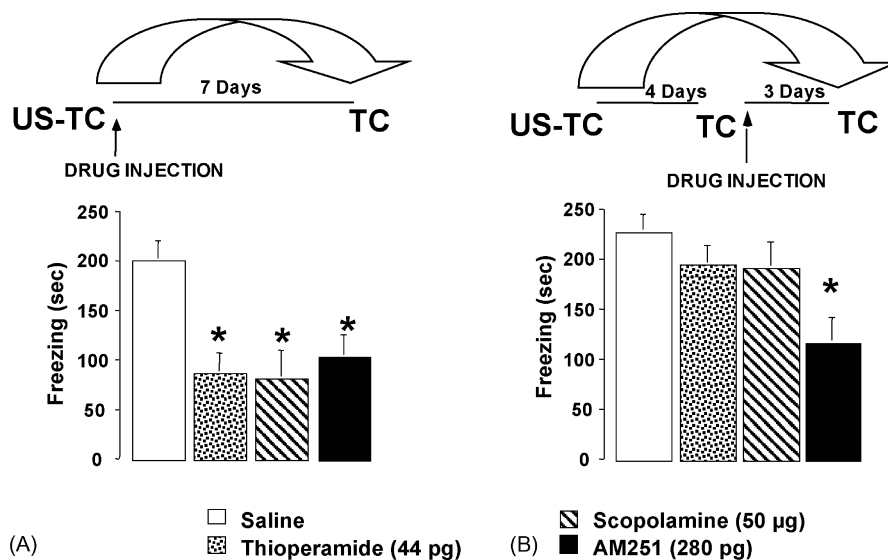 7 Days
US-TC
TC
DRUG INJECTION
250
200
150
100
50
0
Freezing (sec)
*
*
*
4 Days
3 Days
US-TC
TC
TC
DRUG INJECTION
250
200
150
100
50
0
Freezing (sec)
*
(A)
Saline
Thioperamide (44 pg)
(B)
Scopolamine (50 µg)
AM251 (280 pg)